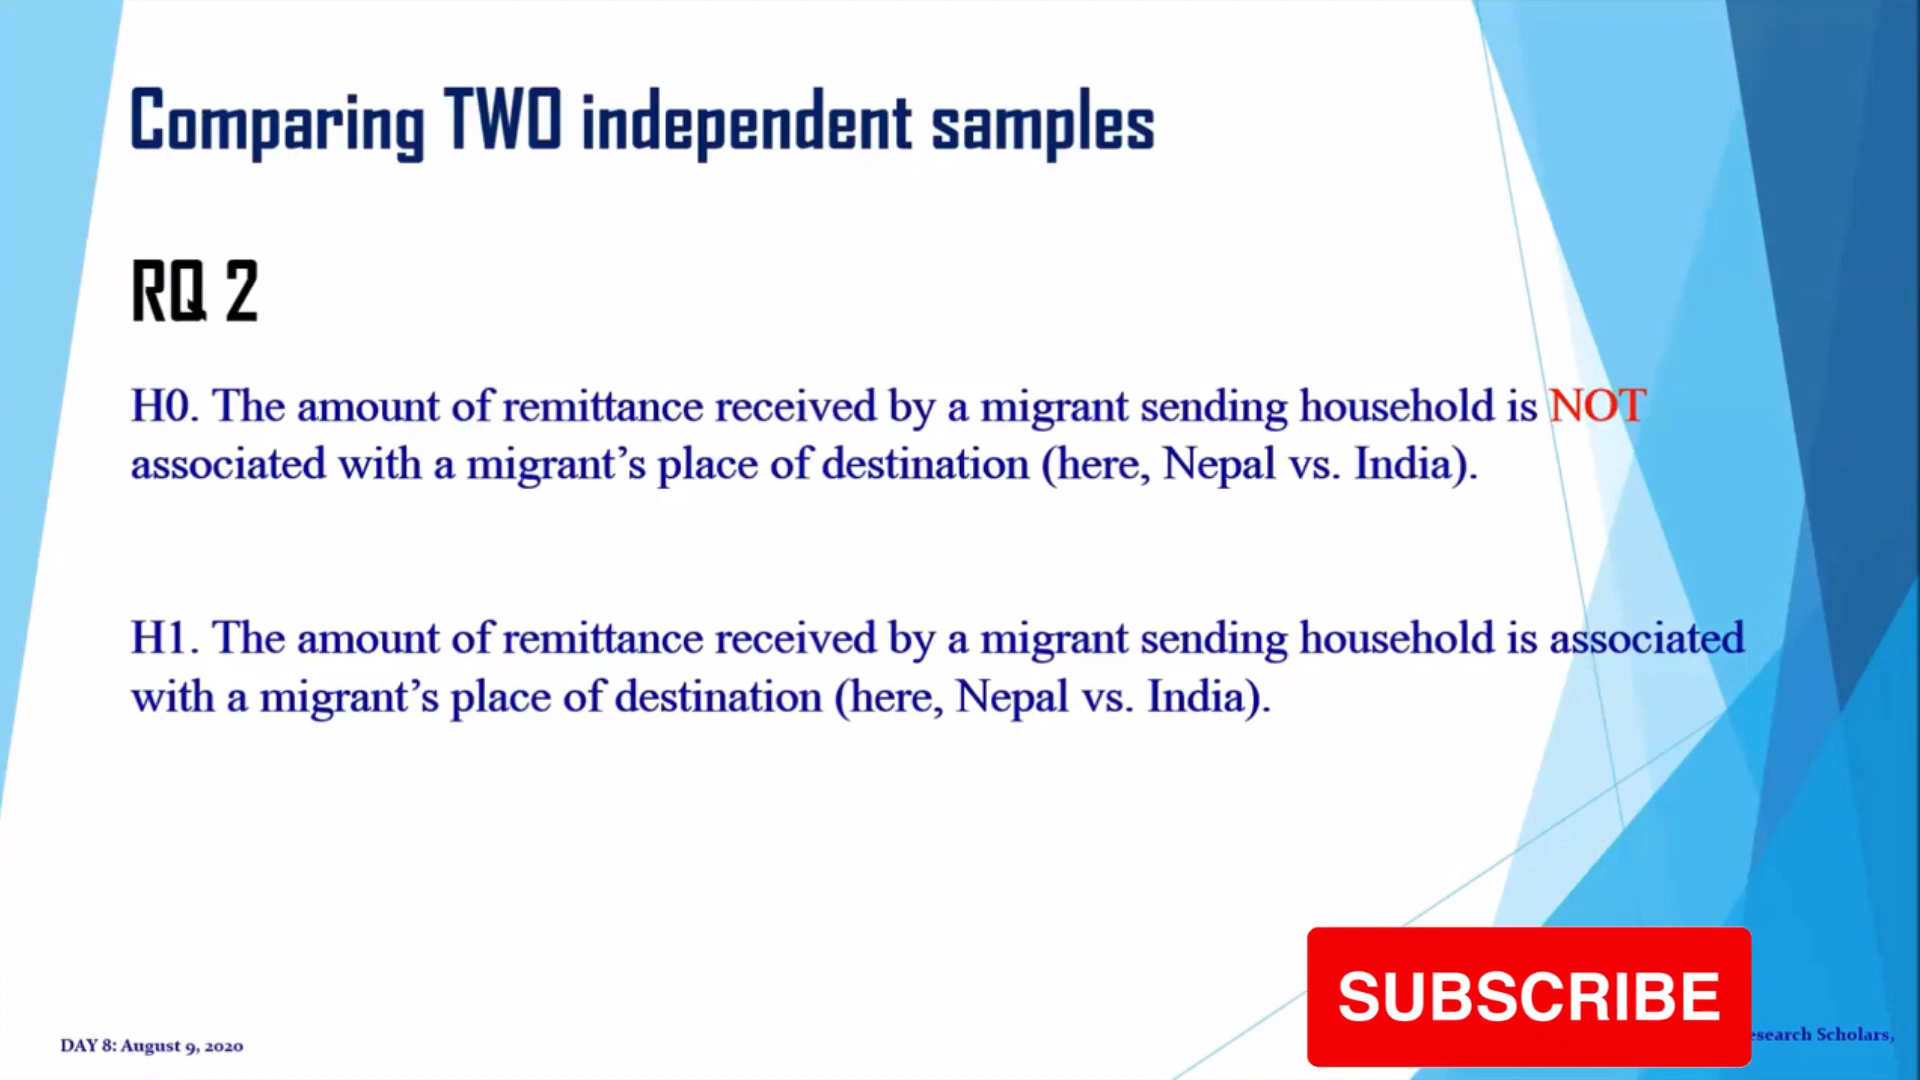 Comparing TWO independent samples
RQ 2
H0. The amount of remittance received by a migrant sending household is NOT
associated with a migrant’s place of destination (here, Nepal vs. India).
H1. The amount of remittance received by a migrant sending household is associated
with a migrant’s place of destination (here, Nepal vs. India).
SUBSCRIBE
DAY 8: August 9, 2020
Scholars,